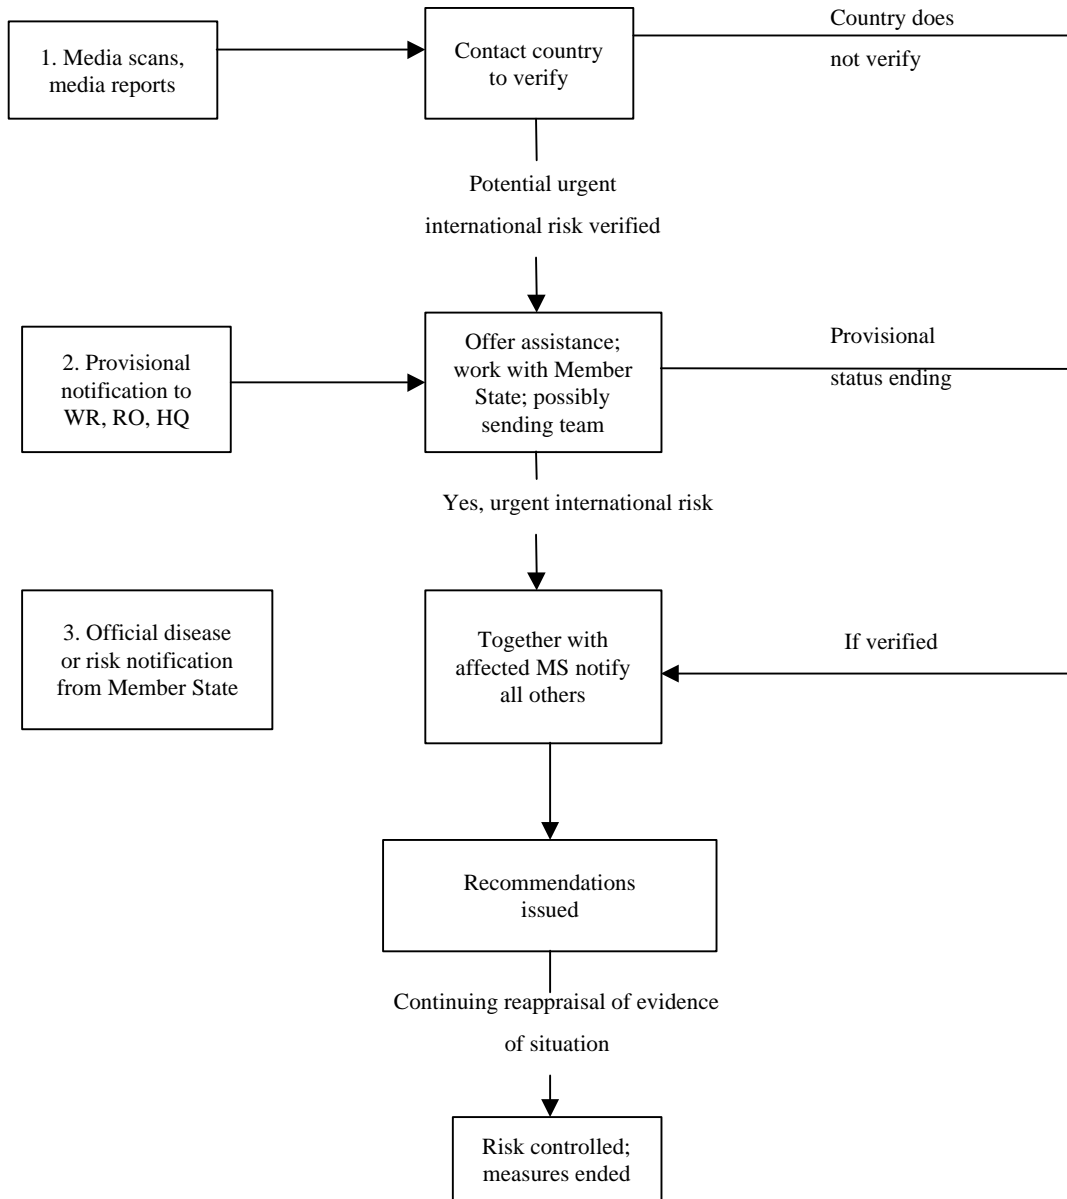 1. Media scans,
media reports
Contact country
to verify
Country does
not verify
Potential urgent
international risk verified
2. Provisional
notification to
WR, RO, HQ
Offer assistance;
work with Member
State; possibly
sending team
Provisional
status ending
Yes, urgent international risk
3. Official disease
or risk notification
from Member State
Together with
affected MS notify
all others
If verified
Recommendations
issued
Continuing reappraisal of evidence
of situation
Risk controlled;
measures ended